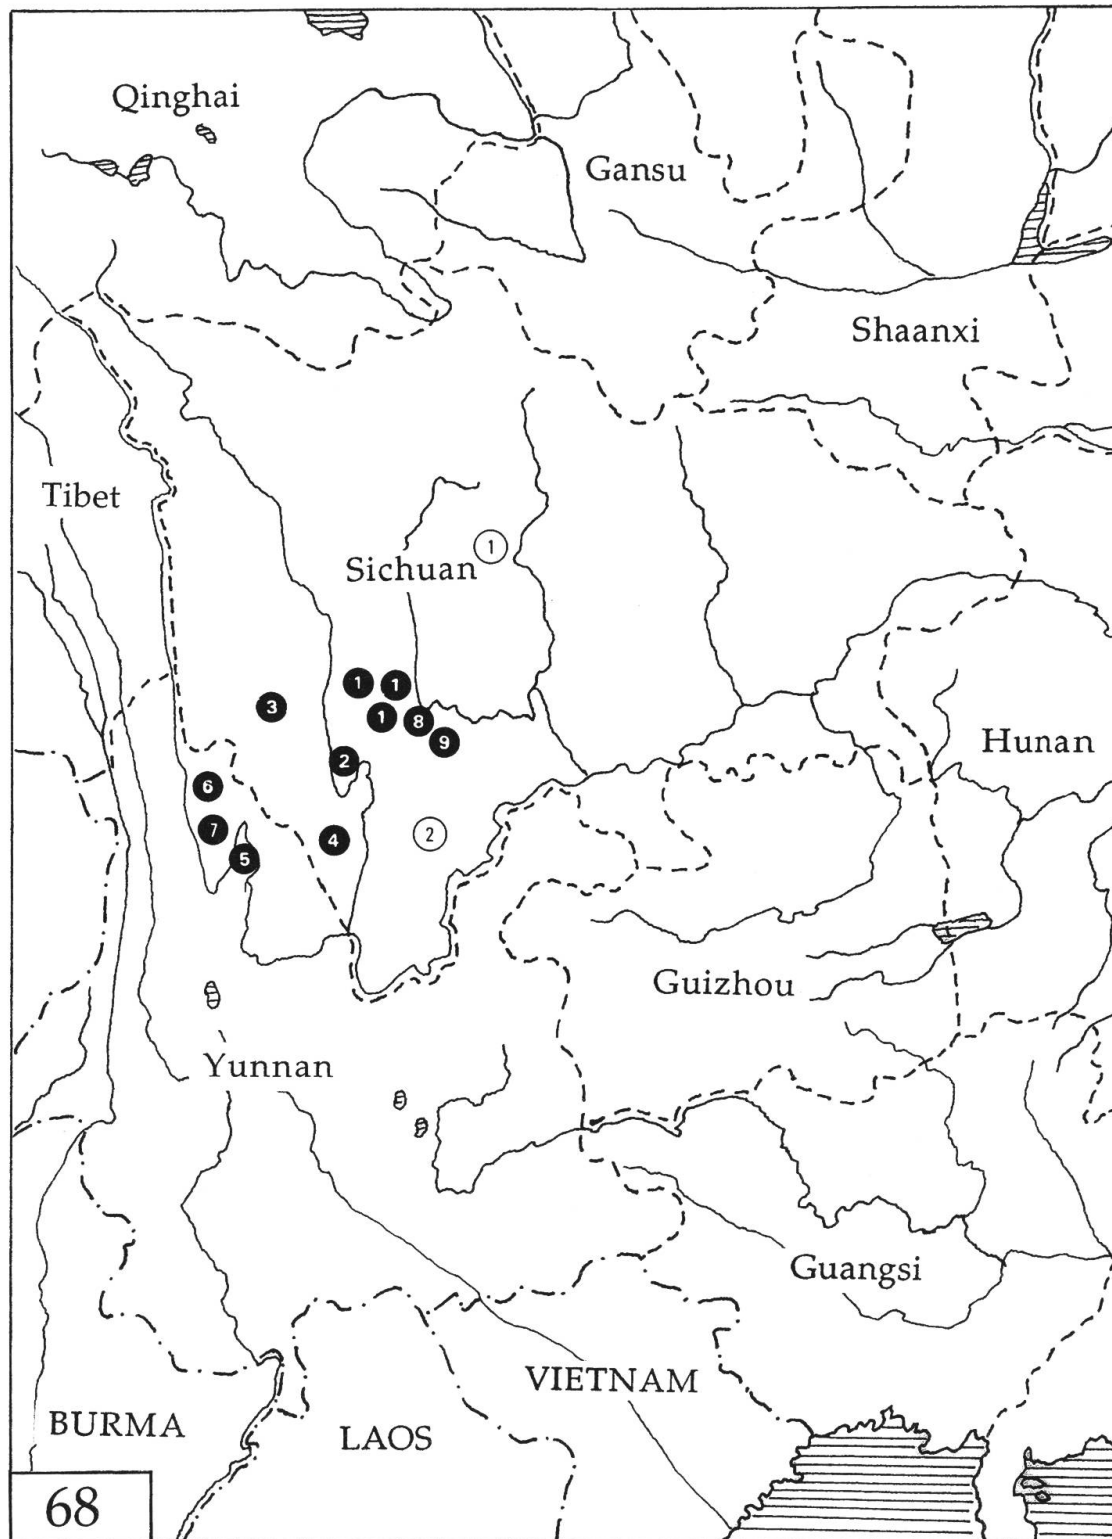 Qinghai
Gansu
Shaanxi
Tibet
1
Sichuan
1 1
3
1 8
9
Hunan
2
6
7
4
2
5
Guizhou
Yunnan
Guangsi
VIETNAM
BURMA
LAOS
68